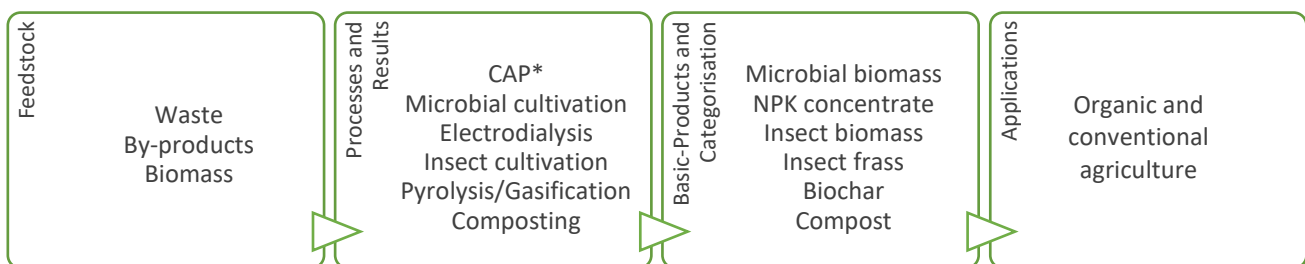 Feedstock
Waste
By-products
Biomass
Processes and
Results
CAP*
Microbial cultivation
Electrodialysis
Insect cultivation
Pyrolysis/Gasification
Composting
Basic-Products and
Categorisation
Microbial biomass
NPK concentrate
Insect biomass
Insect frass
Biochar
Compost
Applications
Organic and
conventional
agriculture